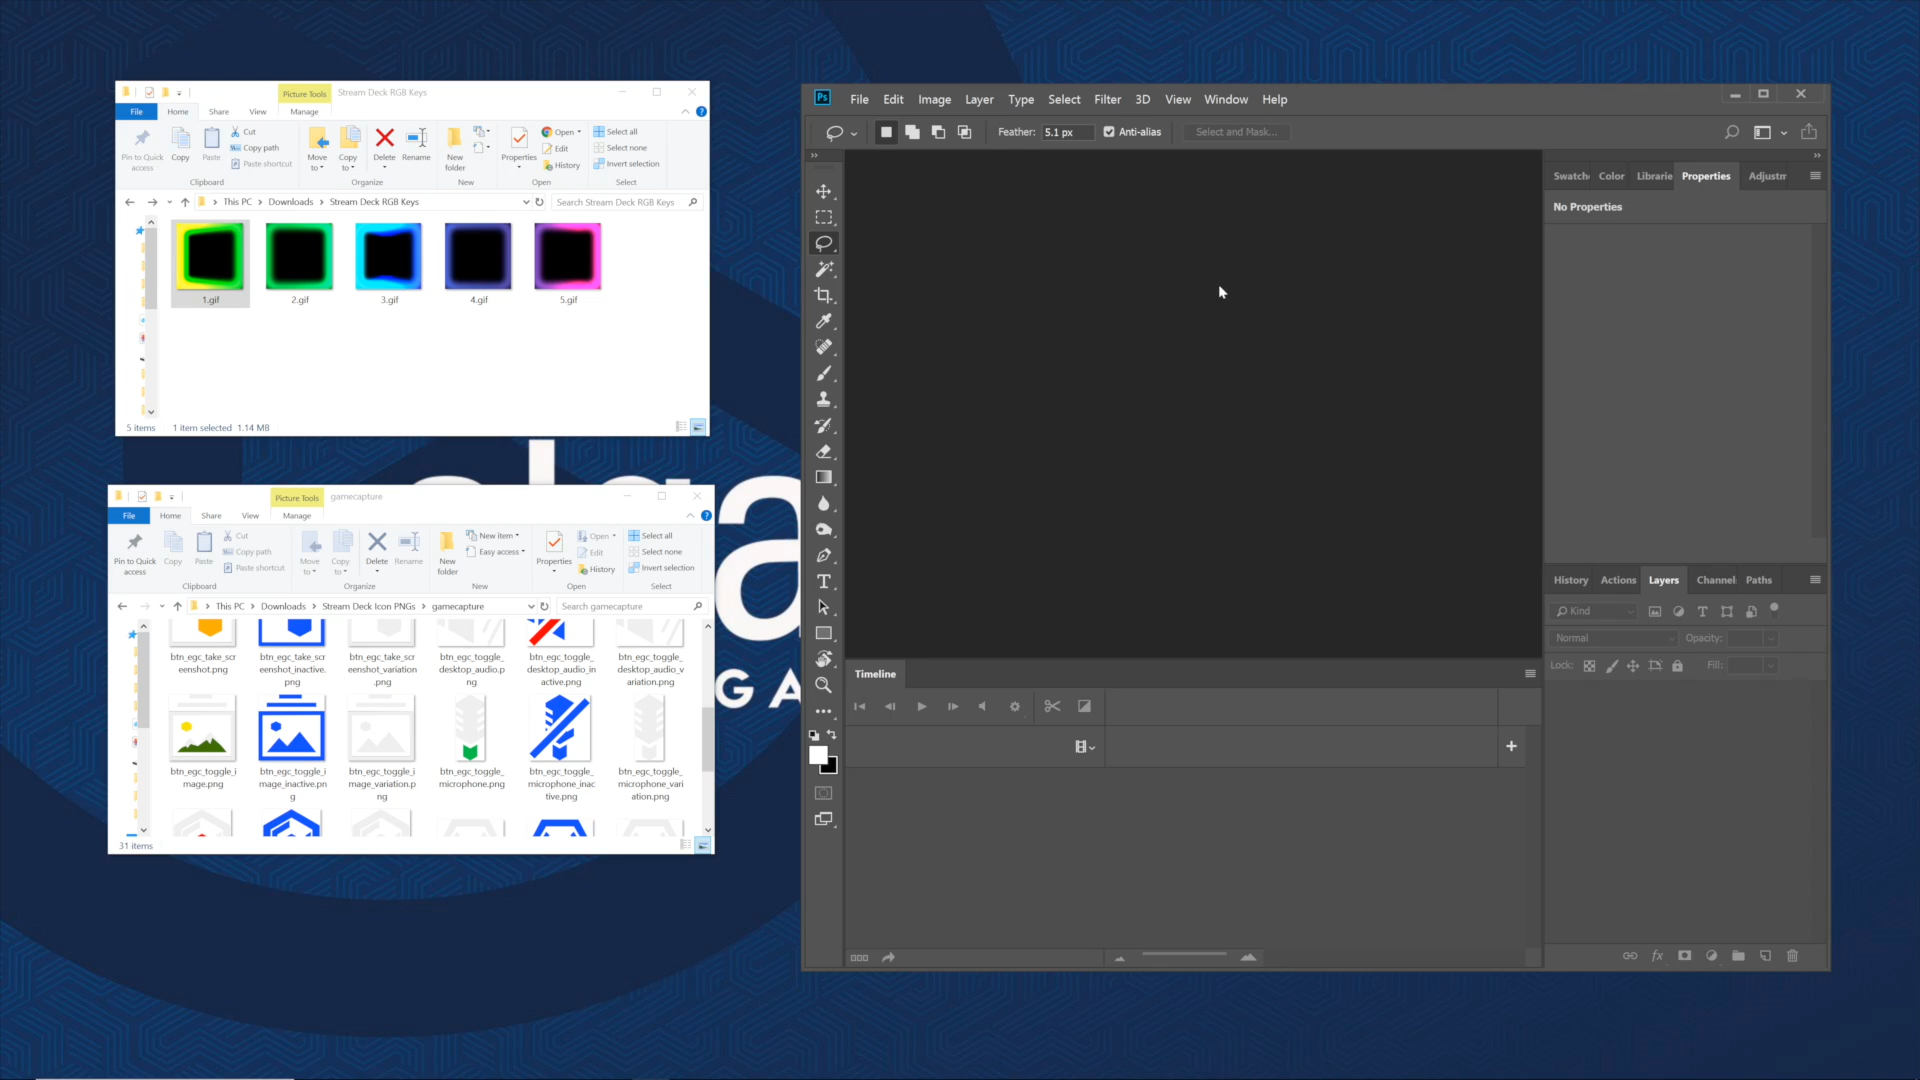 Picture Tools
Stream Deck RGB Keys
File
Home
Share
View
Manage
Pin to Quick access
Copy
Paste
Cut
Copy path
Paste shortcut
Clipboard
Move to
Copy to
Delete
Rename
Organize
New folder
New
Properties
Open
Edit
History
Open
Select all
Select none
Invert selection
Select
This PC
Downloads
Stream Deck RGB Keys
Search Stream Deck RGB Keys
1.gif
2.gif
3.gif
4.gif
5.gif
5 items
1 item selected 1.14 MB
Picture Tools
gamecapture
File
Home
Share
View
Manage
Pin to Quick access
Copy
Paste
Cut
Copy path
Paste shortcut
Clipboard
Move to
Copy to
Delete
Rename
Organize
New folder
New item
Easy access
New
Properties
Open
Edit
History
Open
Select all
Select none
Invert selection
Select
This PC
Downloads
Stream Deck Icon PNGs
gamecapture
Search gamecapture
btn_egc_take_scr
eenshot.png
btn_egc_take_scr
eenshot_inactive.
png
btn_egc_take_scr
eenshot_variation
.png
btn_egc_toggle_
desktop_audio.p
ng
btn_egc_toggle_
desktop_audio_in
active.png
btn_egc_toggle_
desktop_audio_v
ariation.png
btn_egc_toggle_i
mage.png
btn_egc_toggle_i
mage_inactive.pn
g
btn_egc_toggle_i
mage_variation.p
ng
btn_egc_toggle_
microphone.png
btn_egc_toggle_
microphone_inac
tive.png
btn_egc_toggle_
microphone_vari
ation.png
31 items
Ps
File Edit Image Layer Type Select Filter 3D View Window Help
Feather: 5.1 px
Anti-alias
Select and Mask...
Swatche Color Librarie Properties Adjustm
No Properties
History Actions Layers Channel Paths
Kind
Normal
Opacity:
Lock:
Fill:
Timeline
GA